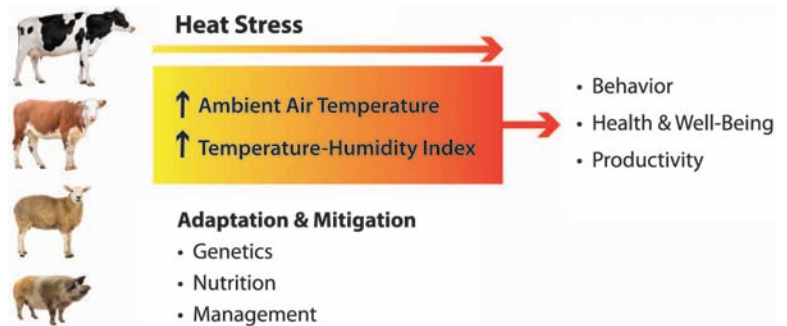 Heat Stress
↑ Ambient Air Temperature
↑ Temperature-Humidity Index
• Behavior
• Health & Well-Being
• Productivity
Adaptation & Mitigation
• Genetics
• Nutrition
• Management